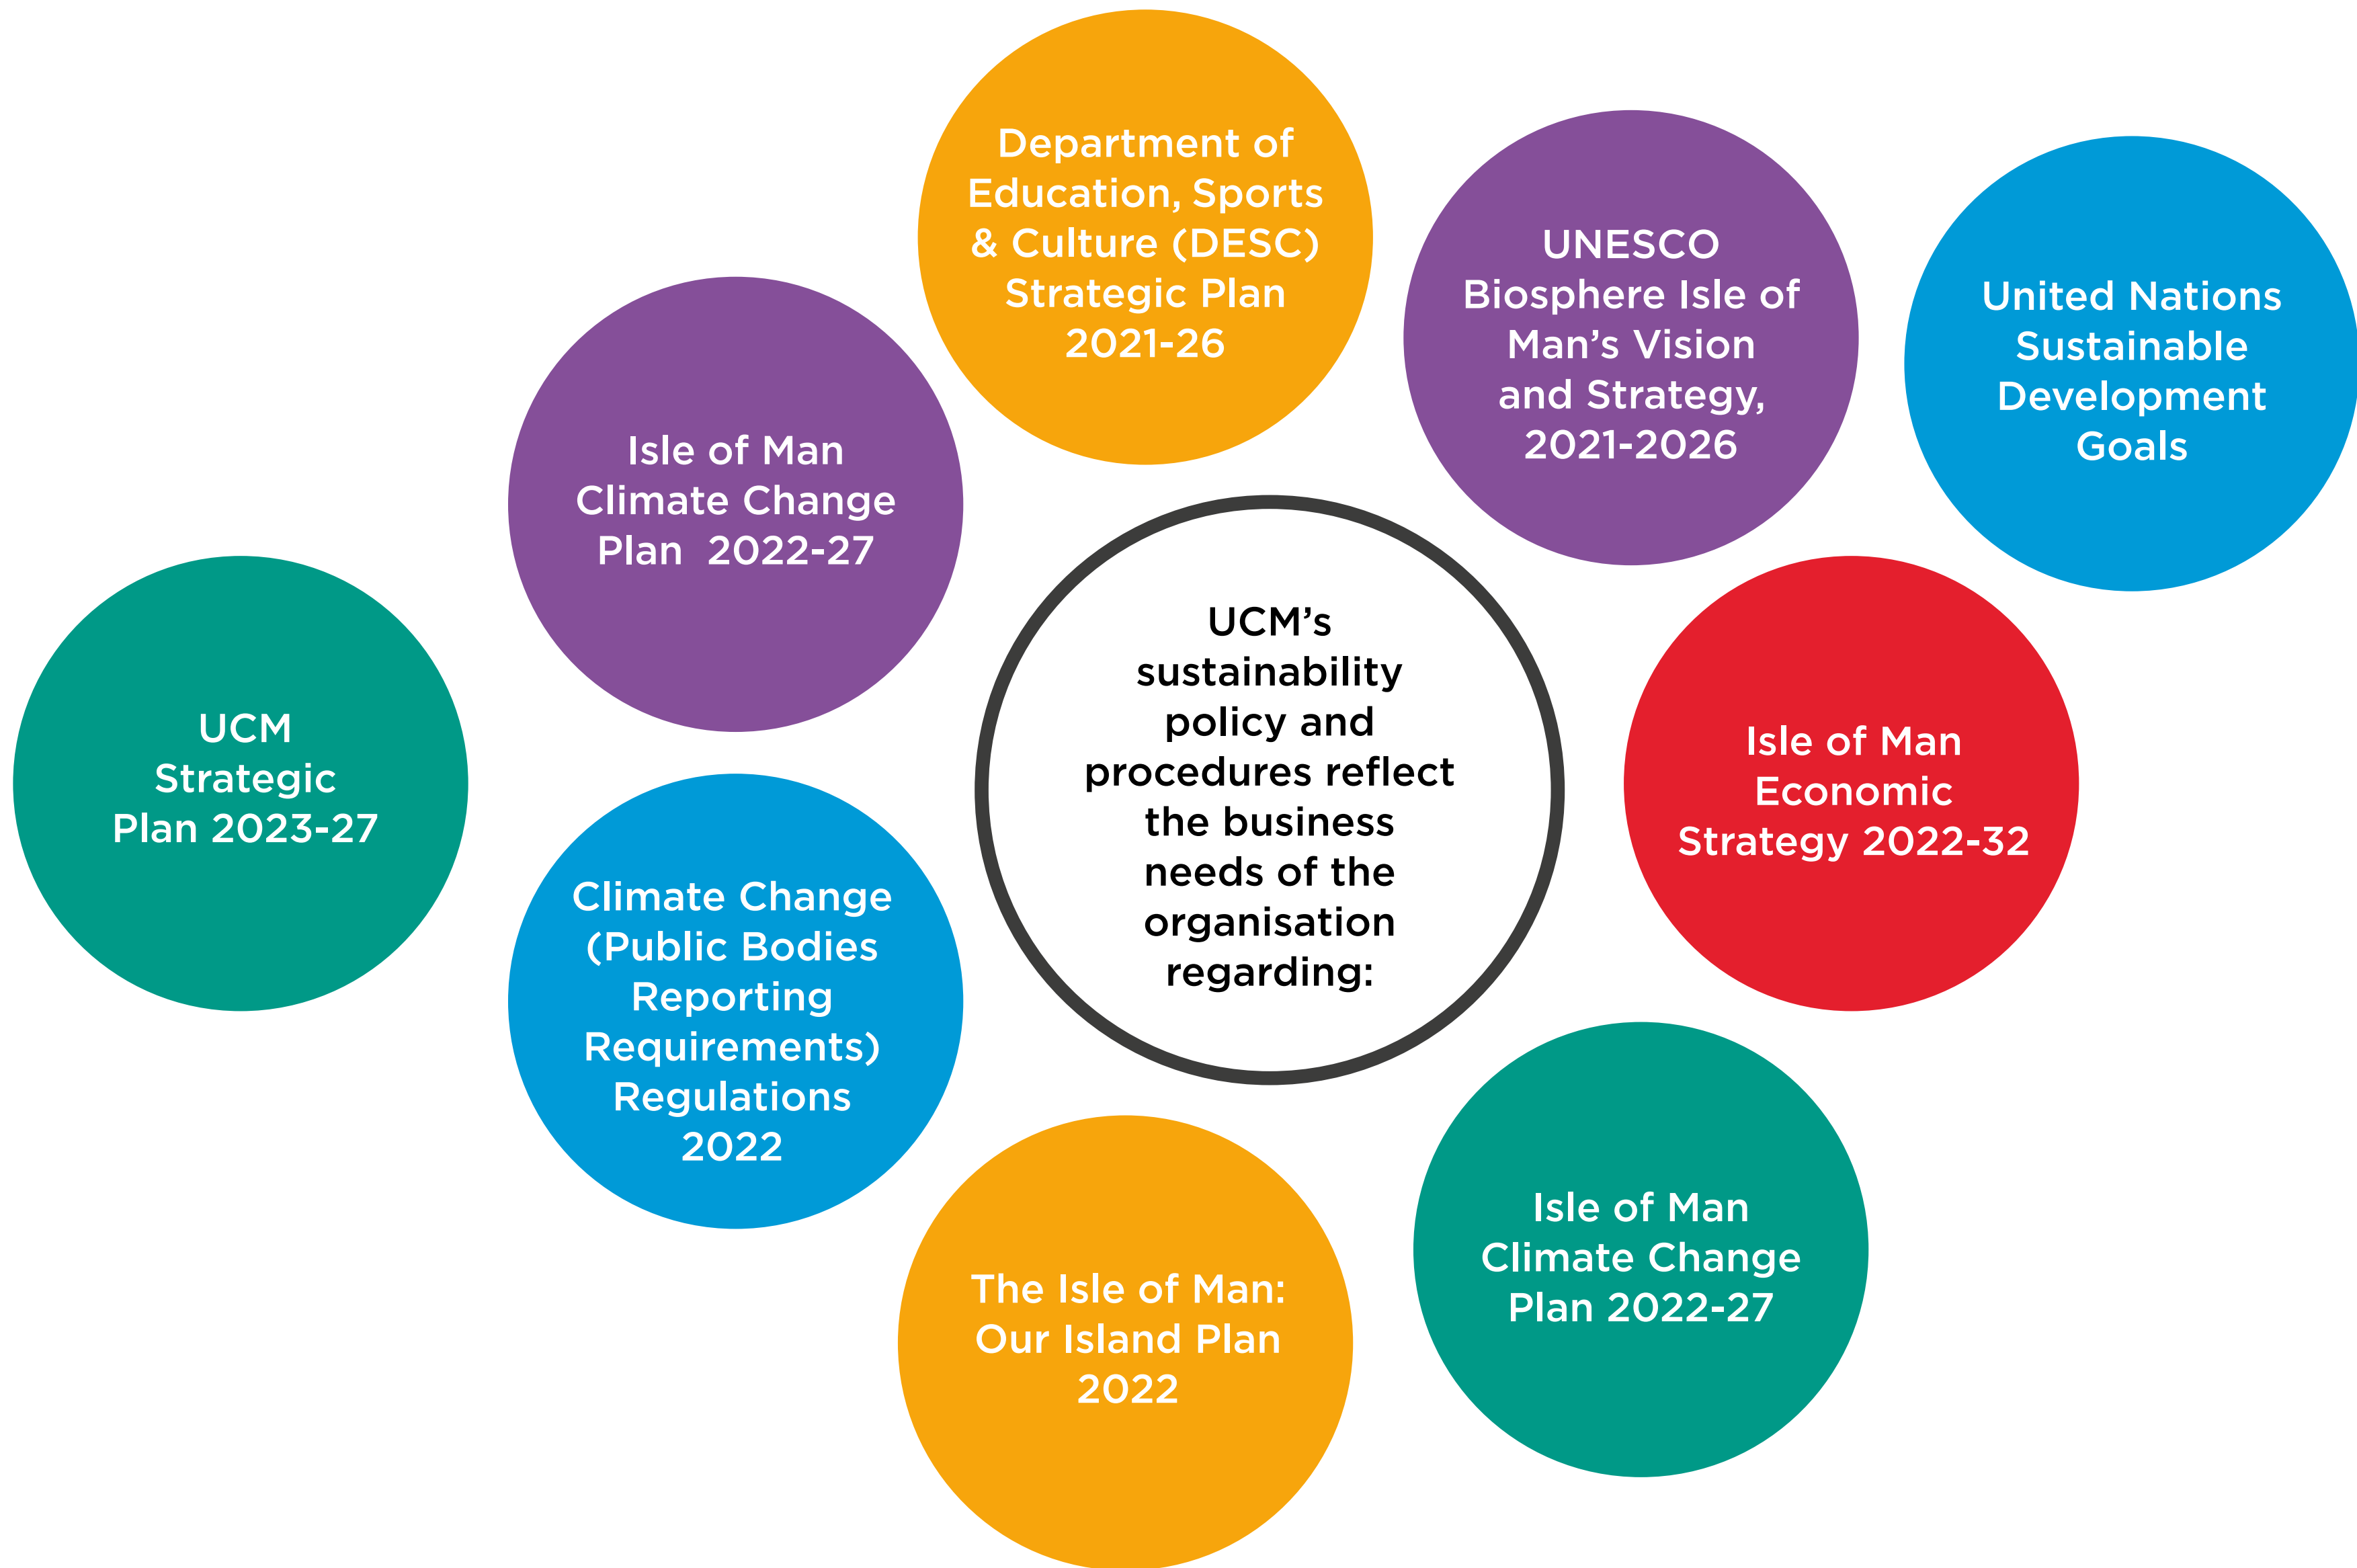 Department of
Education, Sports
& Culture (DESC)
Strategic Plan
2021-26
UNESCO
Biosphere Isle of
Man’s Vision
and Strategy,
2021-2026
United Nations
Sustainable
Development
Goals
Isle of Man
Climate Change
Plan 2022-27
UCM
Strategic
Plan 2023-27
UCM’s
sustainability
policy and
procedures reflect
the business
needs of the
organisation
regarding:
Isle of Man
Economic
Strategy 2022-32
Climate Change
(Public Bodies
Reporting
Requirements)
Regulations
2022
The Isle of Man:
Our Island Plan
2022
Isle of Man
Climate Change
Plan 2022-27